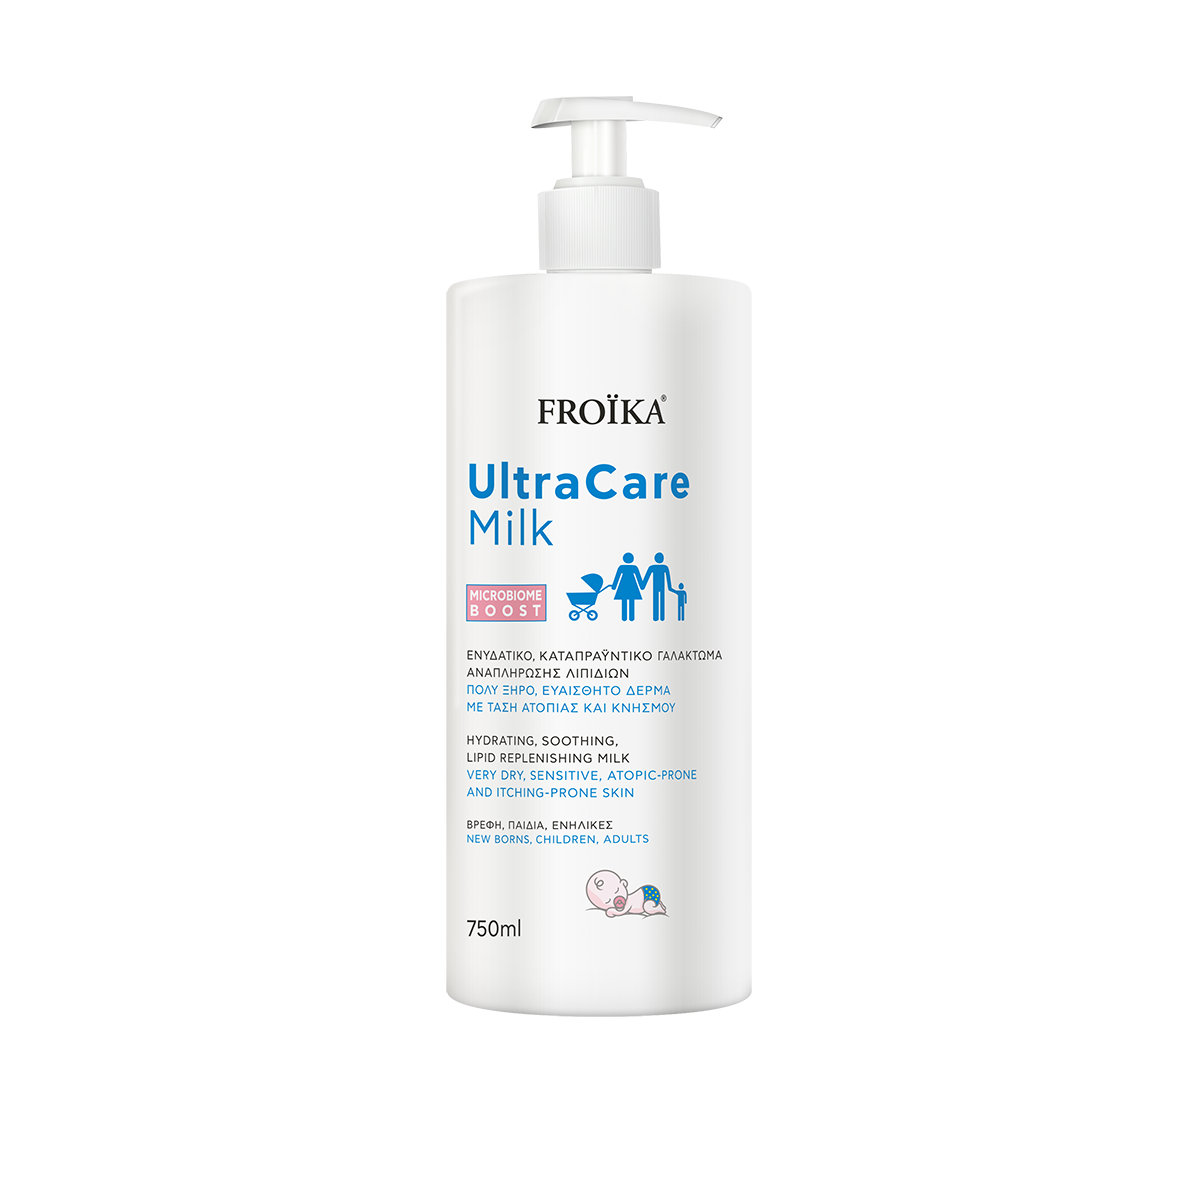 FROÏKA®
UltraCare
Milk
MICROBIOME
BOOST
ΕΝΥΔΑΤΙΚΟ, ΚΑΤΑΠΡΑΫΝΤΙΚΟ ΓΑΛΑΚΤΩΜΑ
ΑΝΑΠΛΗΡΩΣΗΣ ΛΙΠΙΔΙΩΝ
ΠΟΛΥ ΞΗΡΟ, ΕΥΑΙΣΘΗΤΟ ΔΕΡΜΑ
ΜΕ ΤΑΣΗ ΑΤΟΠΙΑΣ ΚΑΙ ΚΝΗΣΜΟΥ
HYDRATING, SOOTHING,
LIPID REPLENISHING MILK
VERY DRY, SENSITIVE, ATOPIC-PRONE
AND ITCHING-PRONE SKIN
ΒΡΕΦΗ, ΠΑΙΔΙΑ, ΕΝΗΛΙΚΕΣ
NEW BORNS, CHILDREN, ADULTS
750ml